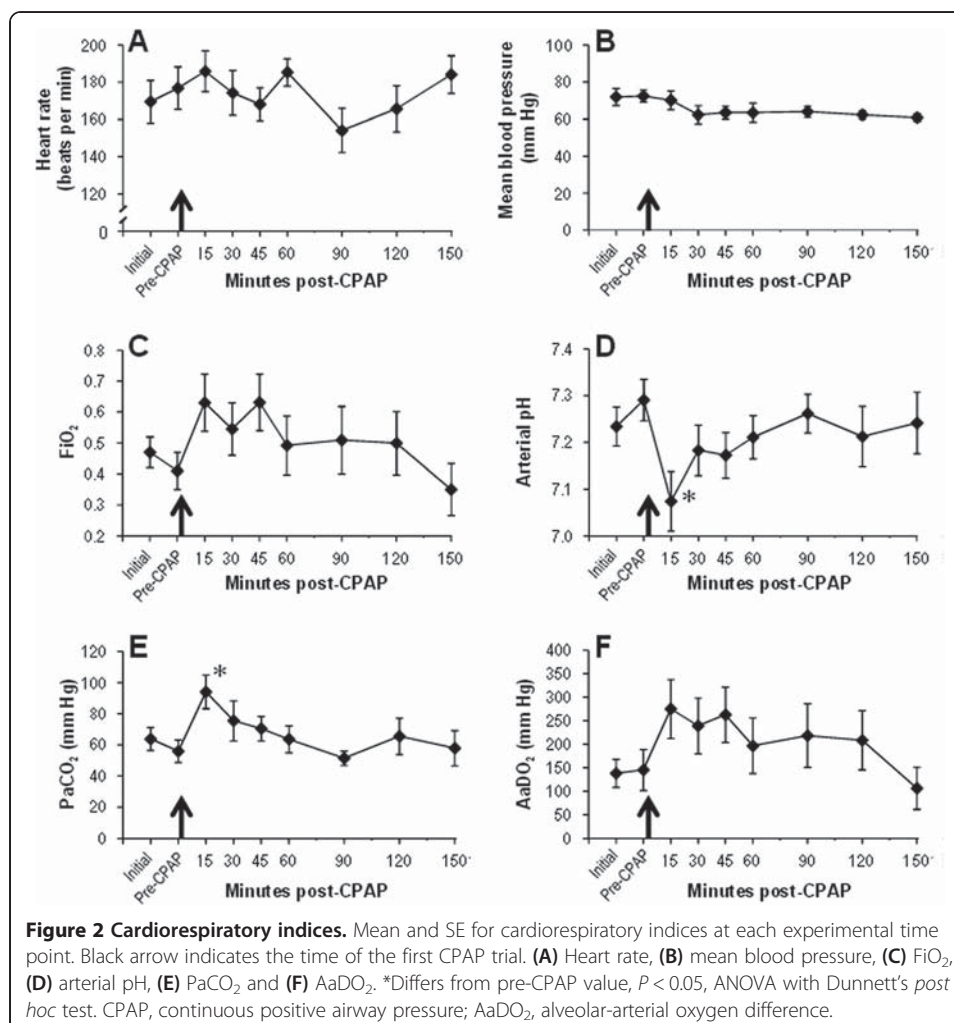 A
200
180
160
140
120
0
Heart rate
(beats per min)
Initial
Pre-CPAP
15 30 45 60 90 120 150
Minutes post-CPAP
B
100
80
60
40
20
0
Mean blood pressure
(mm Hg)
Initial
Pre-CPAP
15 30 45 60 90 120 150
Minutes post-CPAP
C
0.8
0.7
0.6
0.5
0.4
0.3
0.2
FiO₂
Initial
Pre-CPAP
15 30 45 60 90 120 150
Minutes post-CPAP
D
7.4
7.3
7.2
7.1
7.0
Arterial pH
*
Initial
Pre-CPAP
15 30 45 60 90 120 150
Minutes post-CPAP
E
120
100
80
60
40
20
0
PaCO₂ (mm Hg)
*
Initial
Pre-CPAP
15 30 45 60 90 120 150
Minutes post-CPAP
F
400
350
300
250
200
150
100
50
0
AaDO₂ (mm Hg)
Initial
Pre-CPAP
15 30 45 60 90 120 150
Minutes post-CPAP
Figure 2 Cardiorespiratory indices. Mean and SE for cardiorespiratory indices at each experimental time
point. Black arrow indicates the time of the first CPAP trial. (A) Heart rate, (B) mean blood pressure, (C) FiO₂,
(D) arterial pH, (E) PaCO₂ and (F) AaDO₂. *Differs from pre-CPAP value, P < 0.05, ANOVA with Dunnett's post
hoc test. CPAP, continuous positive airway pressure; AaDO₂, alveolar-arterial oxygen difference.